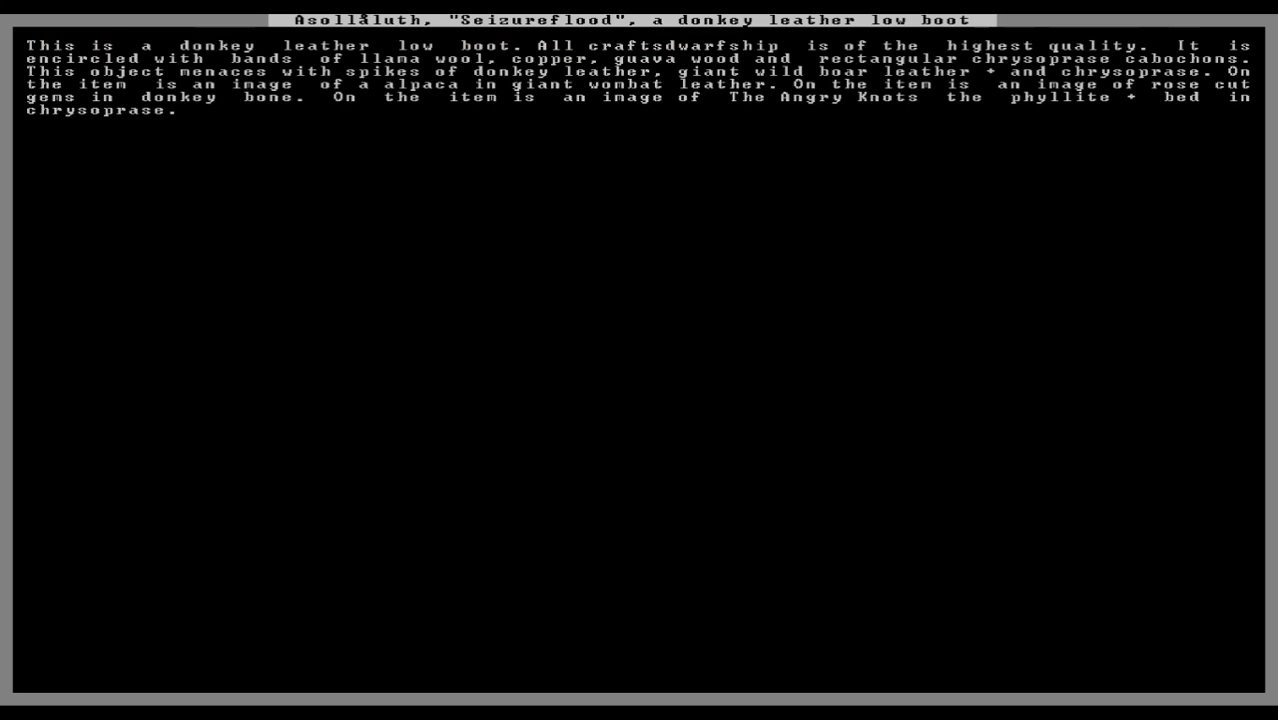 Asollåluth, "Seizureflood", a donkey leather low boot
This is a donkey leather low boot. All craftsdwarfship is of the highest quality. It is
encircled with bands of llama wool, copper, guava wood and rectangular chrysoprase cabochons.
This object menaces with spikes of donkey leather, giant wild boar leather + and chrysoprase. On
the item is an image of a alpaca in giant wombat leather. On the item is an image of rose cut
gems in donkey bone. On the item is an image of The Angry Knots the phyllite + bed in
chrysoprase.